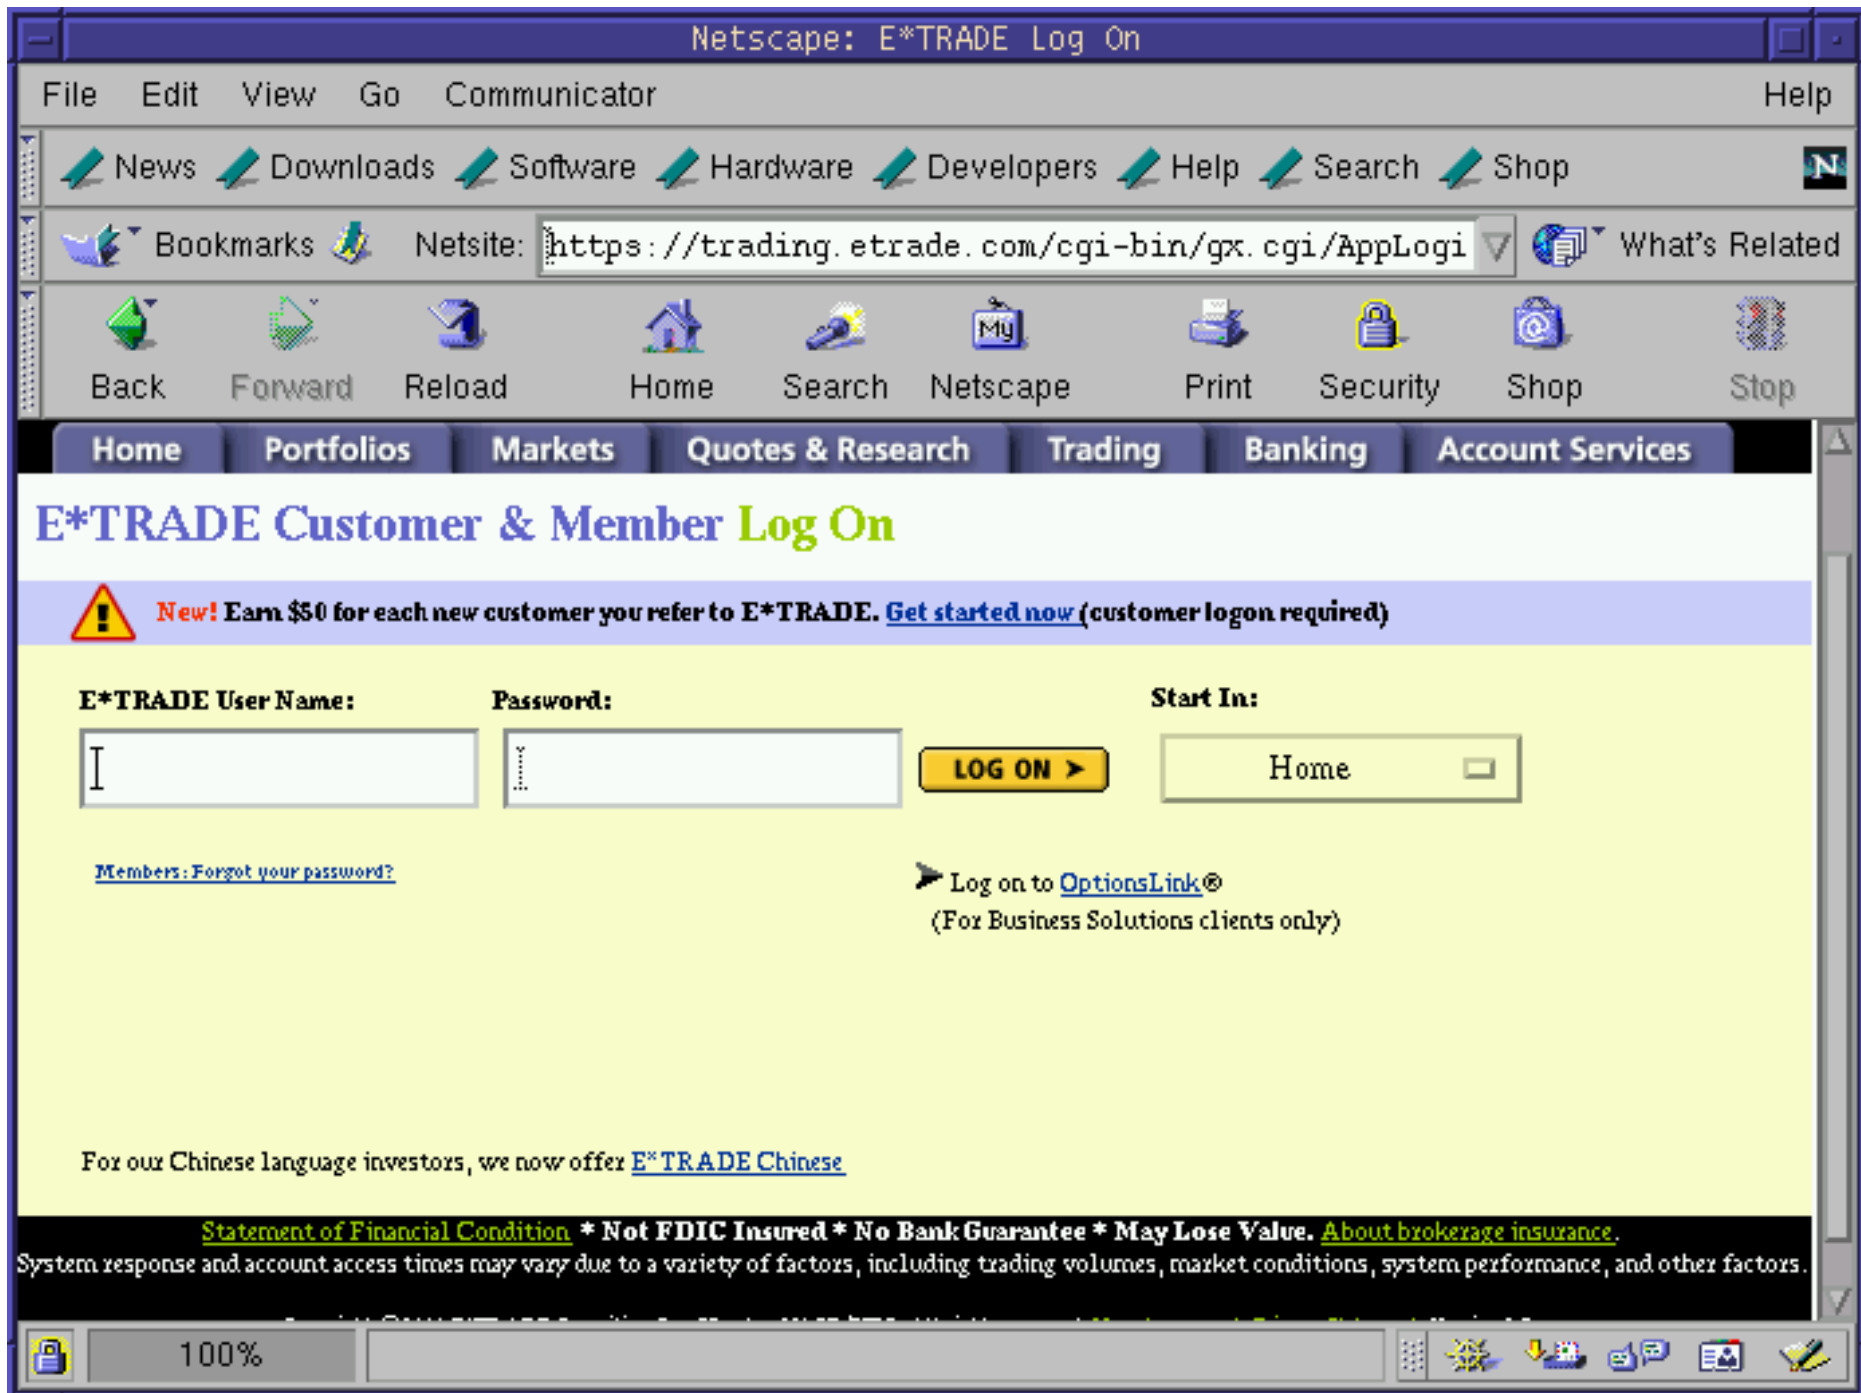 Netscape: E*TRADE Log On
File Edit View Go Communicator Help
News Downloads Software Hardware Developers Help Search Shop N
Bookmarks Netsite: https://trading.etrade.com/cgi-bin/gx.cgi/AppLogi What's Related
My
Back Forward Reload Home Search Netscape Print Security Shop Stop
Home Portfolios Markets Quotes & Research Trading Banking Account Services
E*TRADE Customer & Member Log On
New! Earn $50 for each new customer you refer to E*TRADE. Get started now (customer logon required)
E*TRADE User Name: Password: Start In:
LOG ON Home
Members: Forgot your password? Log on to OptionsLink®
(For Business Solutions clients only)
For our Chinese language investors, we now offer E*TRADE Chinese
Statement of Financial Condition * Not FDIC Insured * No Bank Guarantee * May Lose Value. About brokerage insurance.
System response and account access times may vary due to a variety of factors, including trading volumes, market conditions, system performance, and other factors.
100%